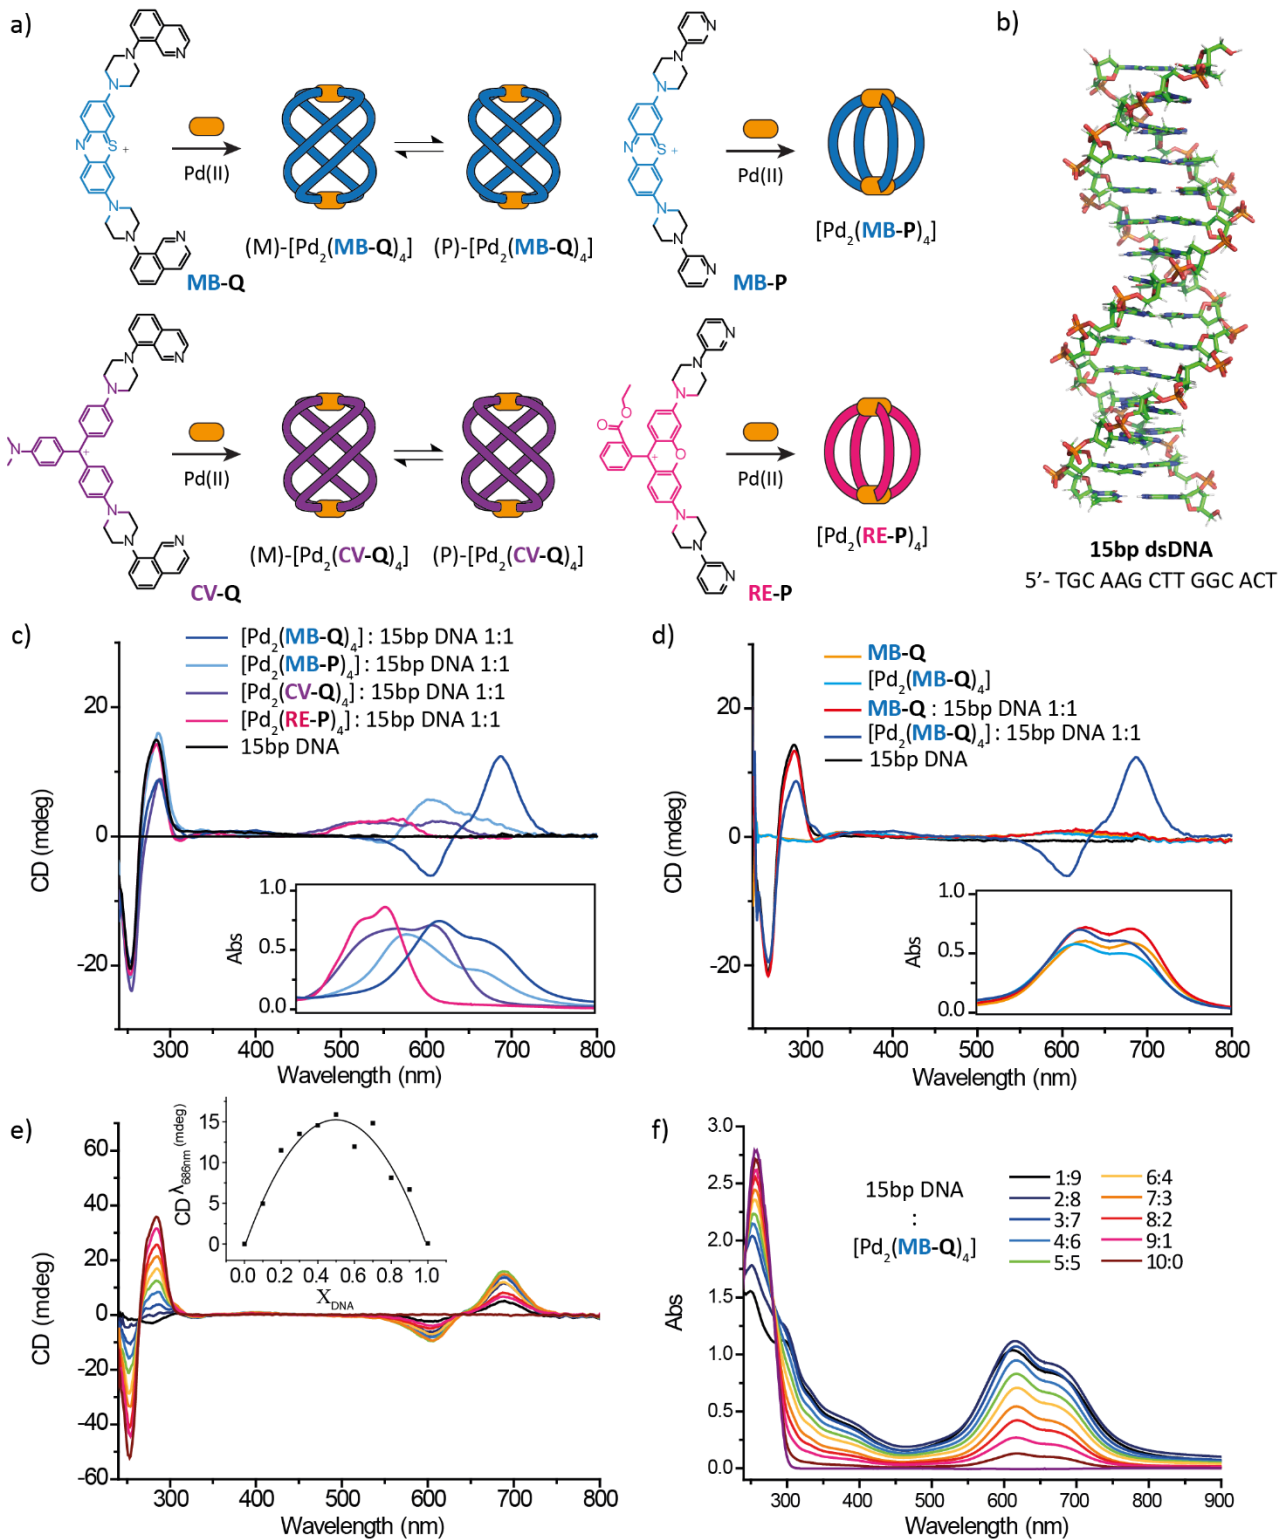 a)
N
N
N
N
N
S
+
N
N
N
MB-Q
Pd(II)
(M)-[Pd2(MB-Q)4]
(P)-[Pd2(MB-Q)4]
N
N
N
N
S
+
N
N
N
MB-P
Pd(II)
[Pd2(MB-P)4]
b)
15bp dsDNA
5’- TGC AAG CTT GGC ACT
N
N
N
N
+
N
N
N
CV-Q
Pd(II)
(M)-[Pd2(CV-Q)4]
(P)-[Pd2(CV-Q)4]
N
N
N
O
O
O
+
N
N
N
RE-P
Pd(II)
[Pd2(RE-P)4]
c)
[Pd2(MB-Q)4] : 15bp DNA 1:1
[Pd2(MB-P)4] : 15bp DNA 1:1
[Pd2(CV-Q)4] : 15bp DNA 1:1
[Pd2(RE-P)4] : 15bp DNA 1:1
15bp DNA
20
0
-20
CD (mdeg)
1.0
0.5
0.0
Abs
300 400 500 600 700 800
Wavelength (nm)
d)
MB-Q
[Pd2(MB-Q)4]
MB-Q : 15bp DNA 1:1
[Pd2(MB-Q)4] : 15bp DNA 1:1
15bp DNA
20
0
-20
CD (mdeg)
1.0
0.5
0.0
Abs
300 400 500 600 700 800
Wavelength (nm)
e)
60
40
20
0
-20
-40
-60
CD (mdeg)
15
10
5
0
CD λ686nm (mdeg)
0.0 0.2 0.4 0.6 0.8 1.0
XDNA
300 400 500 600 700 800
Wavelength (nm)
f)
3.0
2.5
2.0
1.5
1.0
0.5
0.0
Abs
15bp DNA
:
[Pd2(MB-Q)4]
1:9
2:8
3:7
4:6
5:5
6:4
7:3
8:2
9:1
10:0
300 400 500 600 700 800 900
Wavelength (nm)